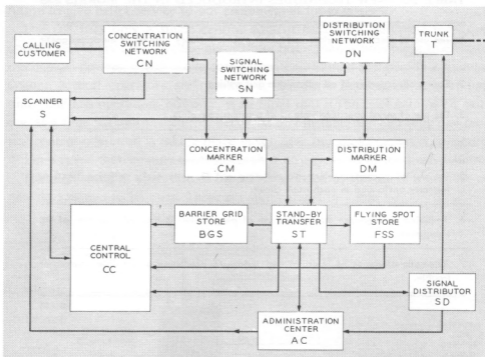 CALLING
CUSTOMER
CONCENTRATION
SWITCHING
NETWORK
CN
SIGNAL
SWITCHING
NETWORK
SN
DISTRIBUTION
SWITCHING
NETWORK
DN
TRUNK
T
SCANNER
S
CONCENTRATION
MARKER
CM
DISTRIBUTION
MARKER
DM
CENTRAL
CONTROL
CC
BARRIER GRID
STORE
BGS
STAND-BY
TRANSFER
ST
FLYING SPOT
STORE
FSS
SIGNAL
DISTRIBUTOR
SD
ADMINISTRATION
CENTER
AC